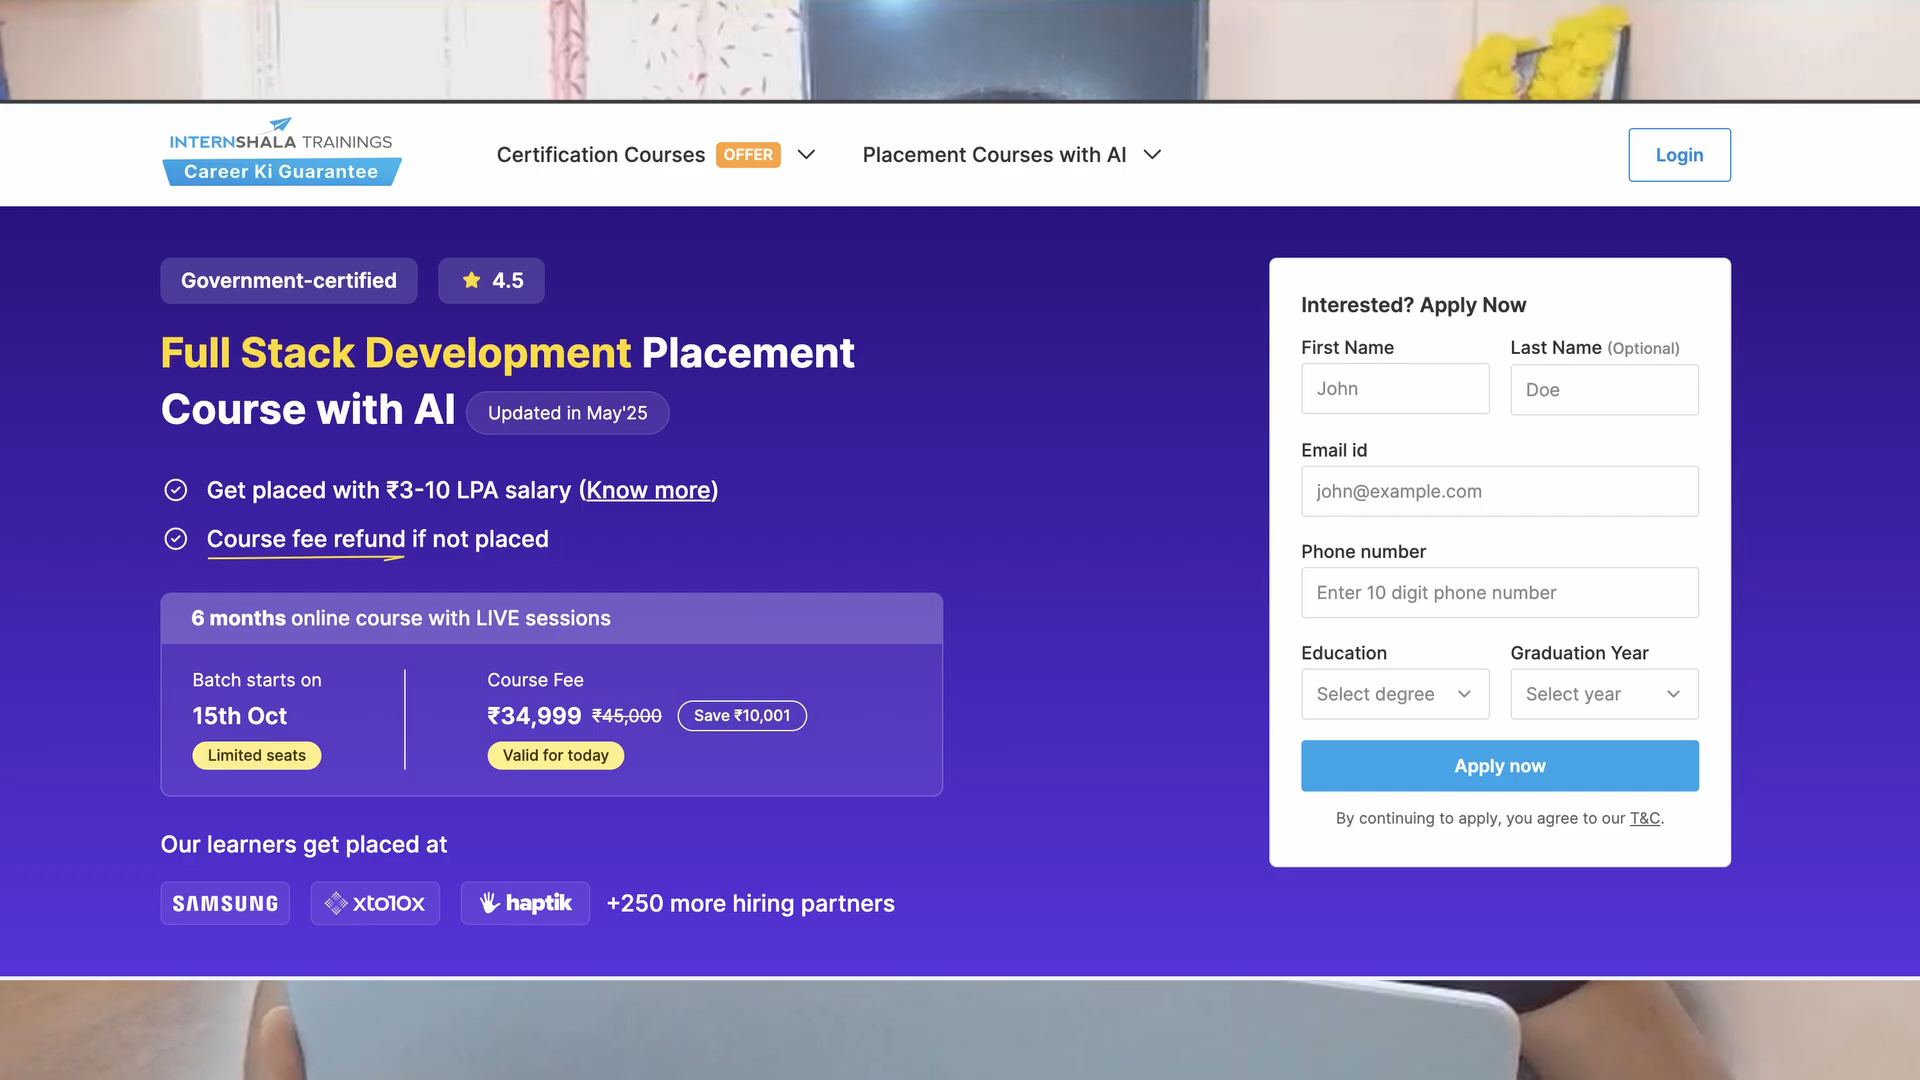 INTERNSHALA TRAININGS
Career Ki Guarantee
Certification Courses OFFER
Placement Courses with AI
Login
Government-certified
4.5
Full Stack Development Placement
Course with AI Updated in May'25
Get placed with ₹3-10 LPA salary (Know more)
Course fee refund if not placed
6 months online course with LIVE sessions
Batch starts on
15th Oct
Limited seats
Course Fee
₹34,999 ₹45,000 Save ₹10,001
Valid for today
Our learners get placed at
SAMSUNG xto10x haptik +250 more hiring partners
Interested? Apply Now
First Name
John
Last Name (Optional)
Doe
Email id
john@example.com
Phone number
Enter 10 digit phone number
Education
Select degree
Graduation Year
Select year
Apply now
By continuing to apply, you agree to our T&C.